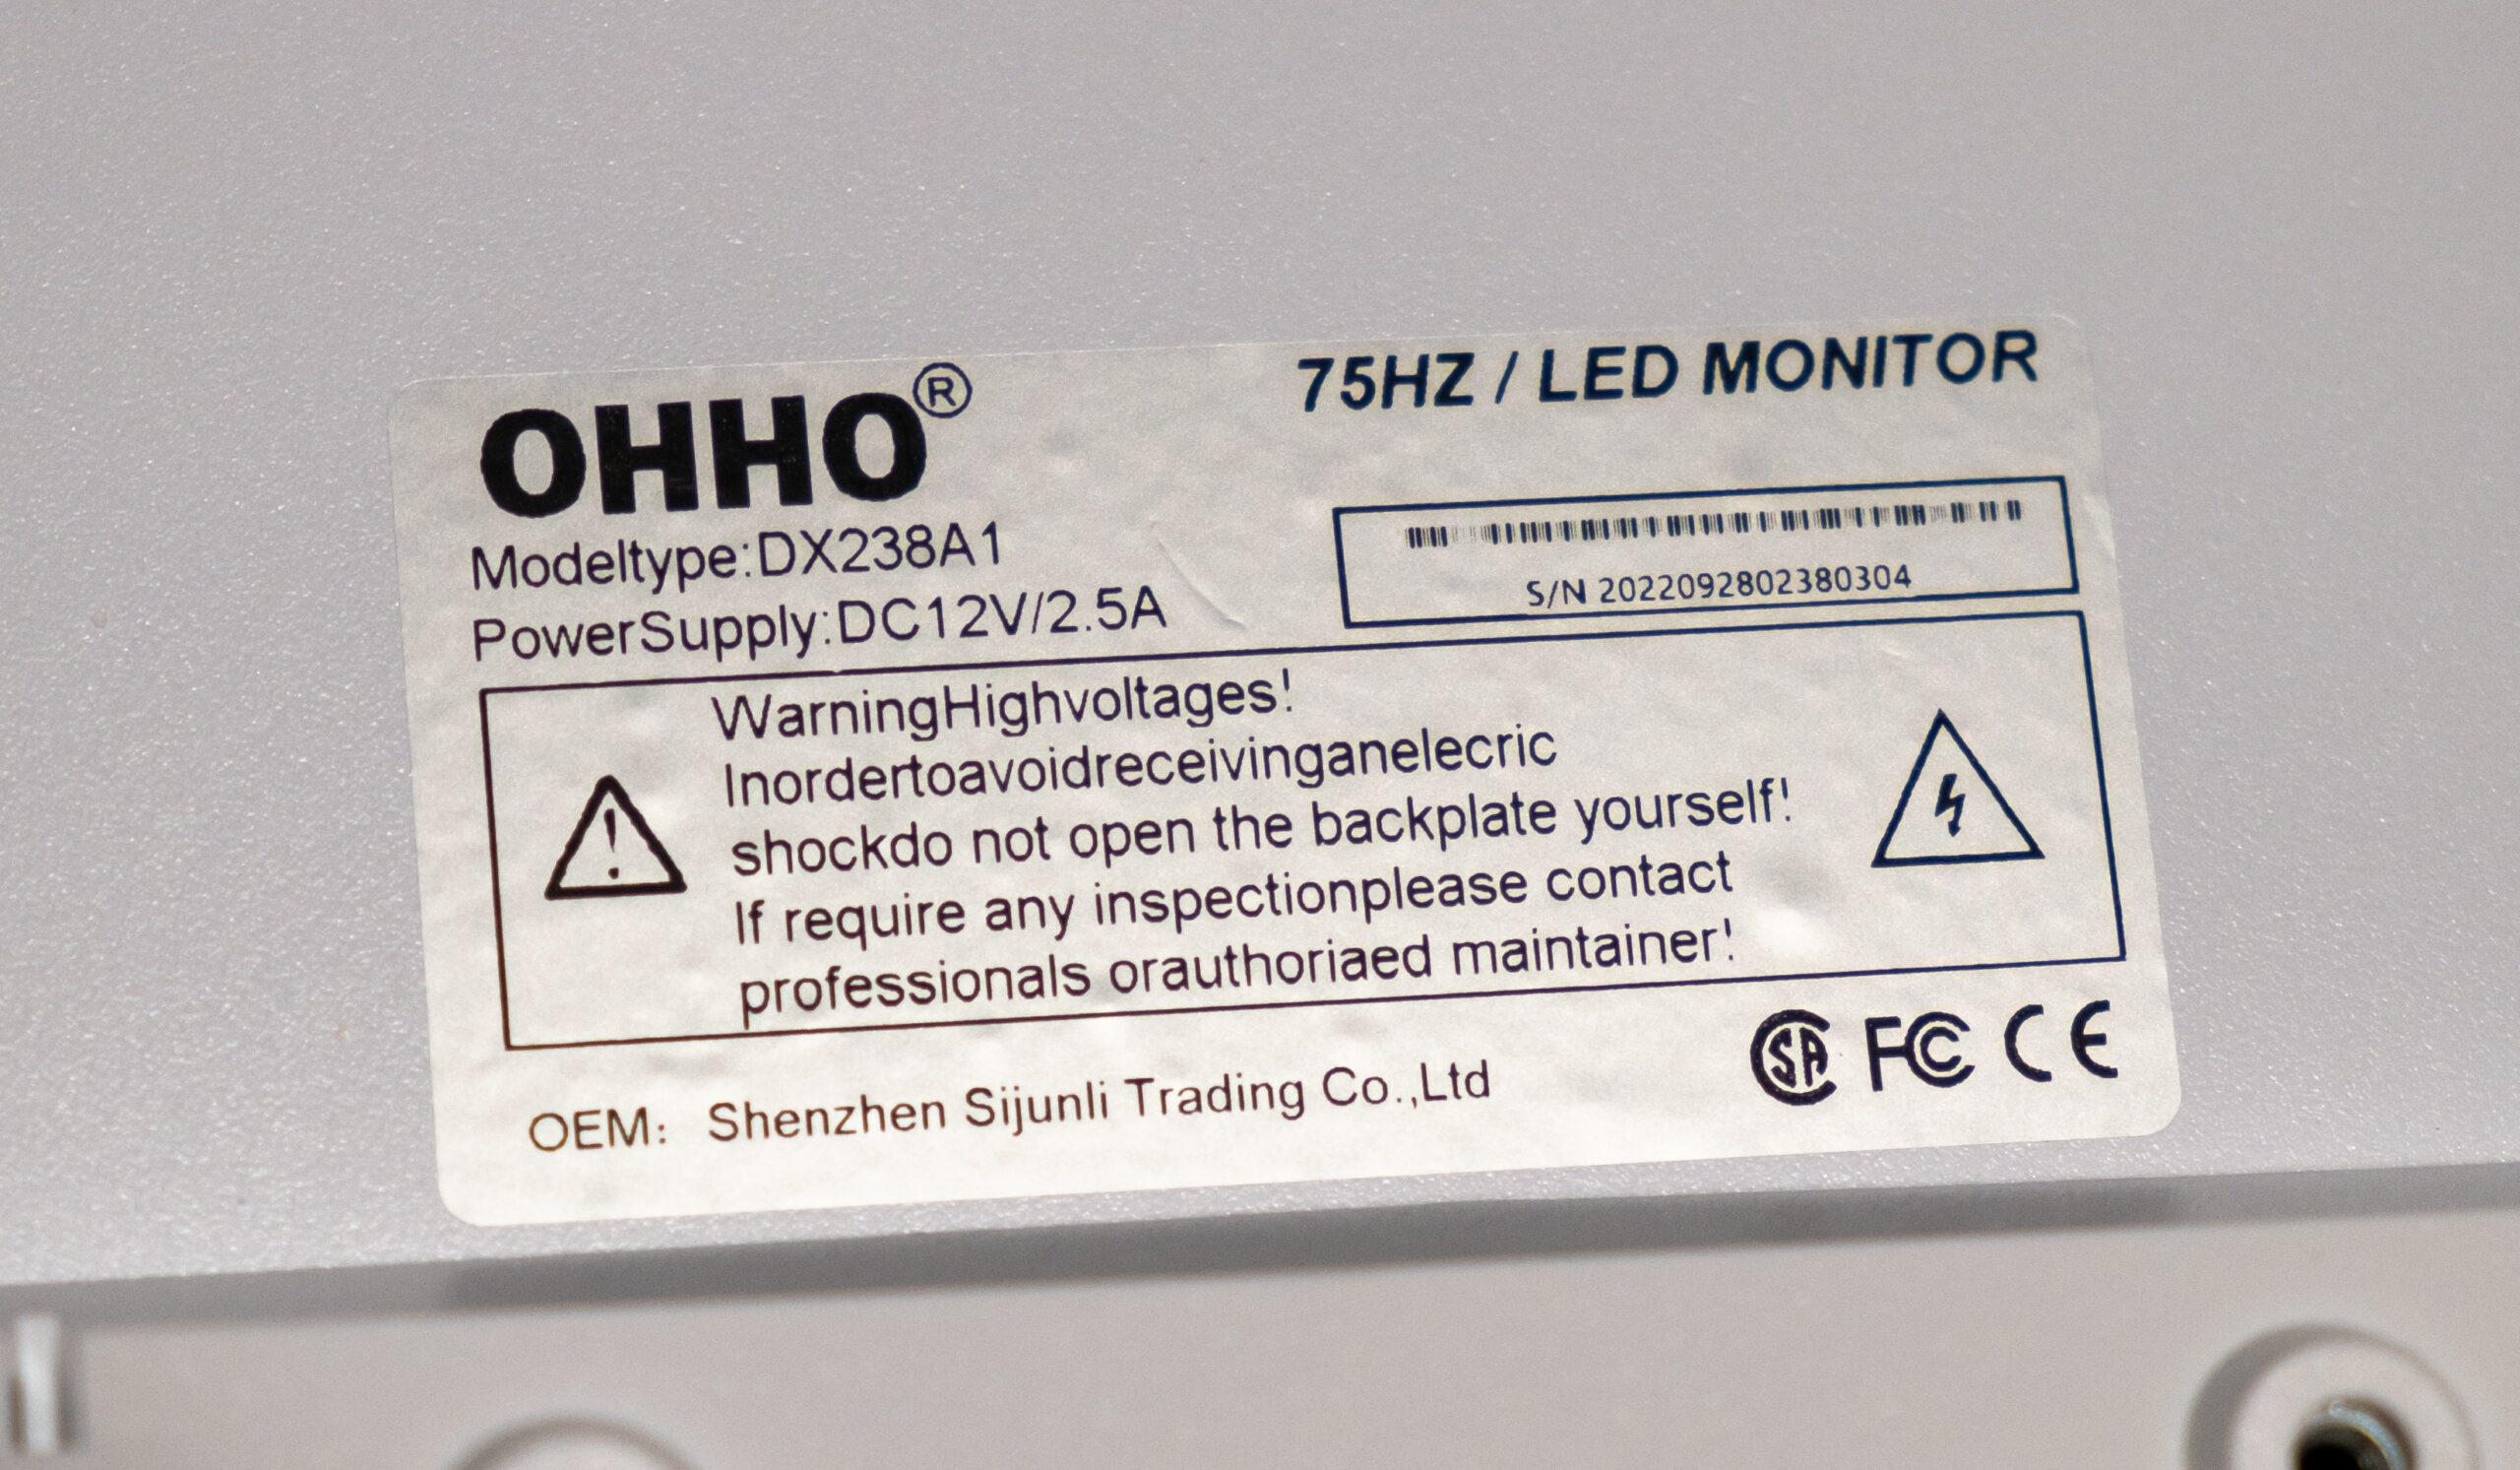 OHHO®
75HZ / LED MONITOR
Modeltype:DX238A1
PowerSupply:DC12V/2.5A
S/N 2022092802380304
WarningHighvoltages!
Inordertoavoidreceivinganelecric
shockdo not open the backplate yourself!
If require any inspectionplease contact
professionals orauthoriaed maintainer!
OEM: Shenzhen Sijunli Trading Co.,Ltd
SA FC CE